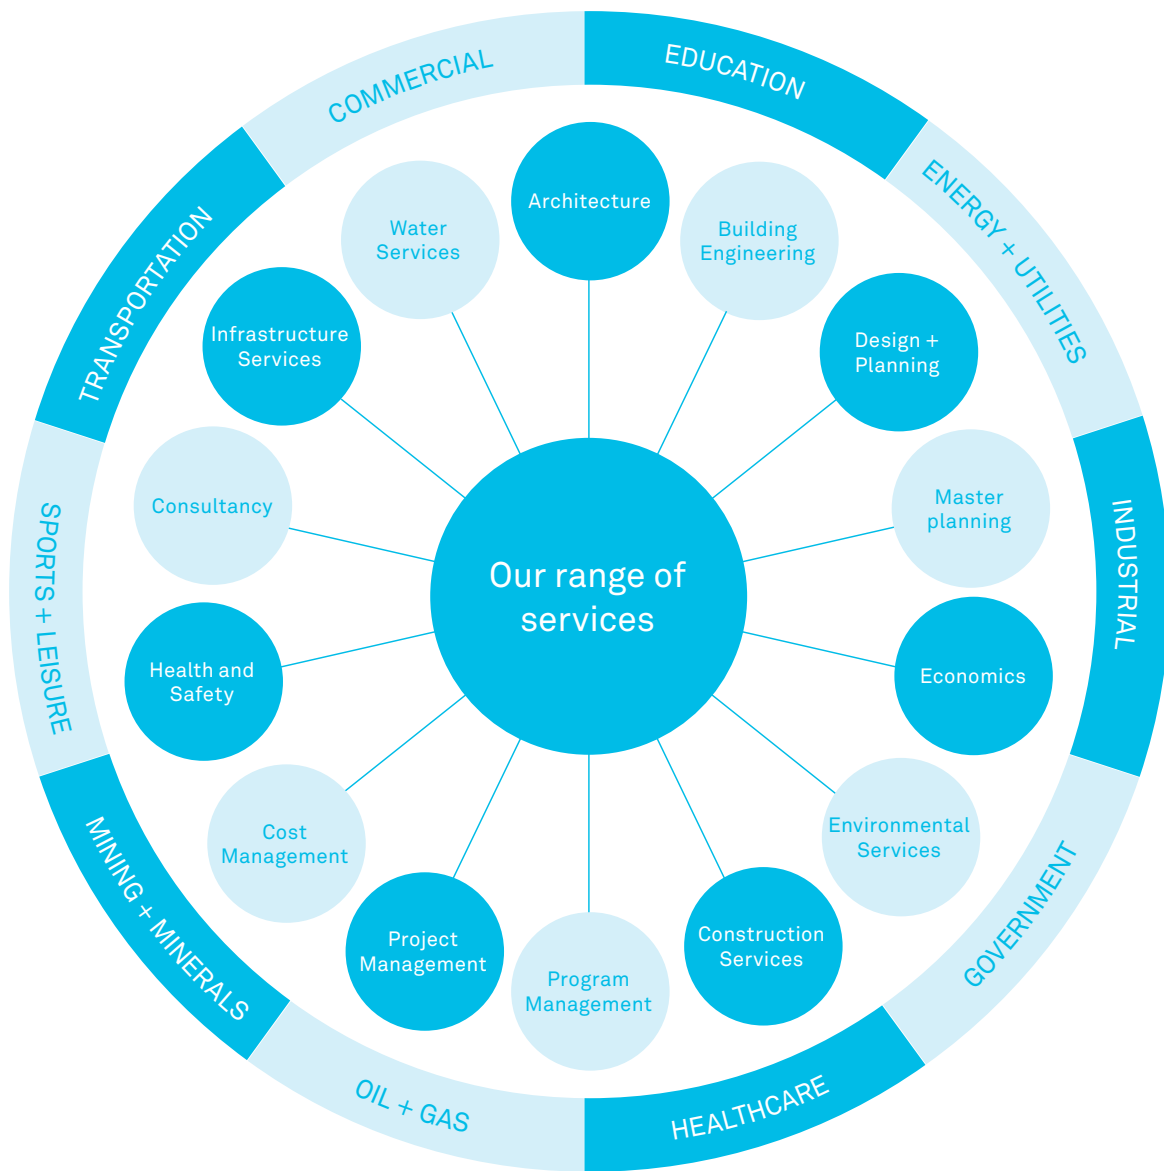 COMMERCIAL
EDUCATION
ENERGY + UTILITIES
INDUSTRIAL
GOVERNMENT
HEALTHCARE
OIL + GAS
MINING + MINERALS
SPORTS + LEISURE
TRANSPORTATION
Architecture
Building
Engineering
Design +
Planning
Master
planning
Economics
Environmental
Services
Construction
Services
Program
Management
Project
Management
Cost
Management
Health and
Safety
Consultancy
Infrastructure
Services
Water
Services
Our range of
services